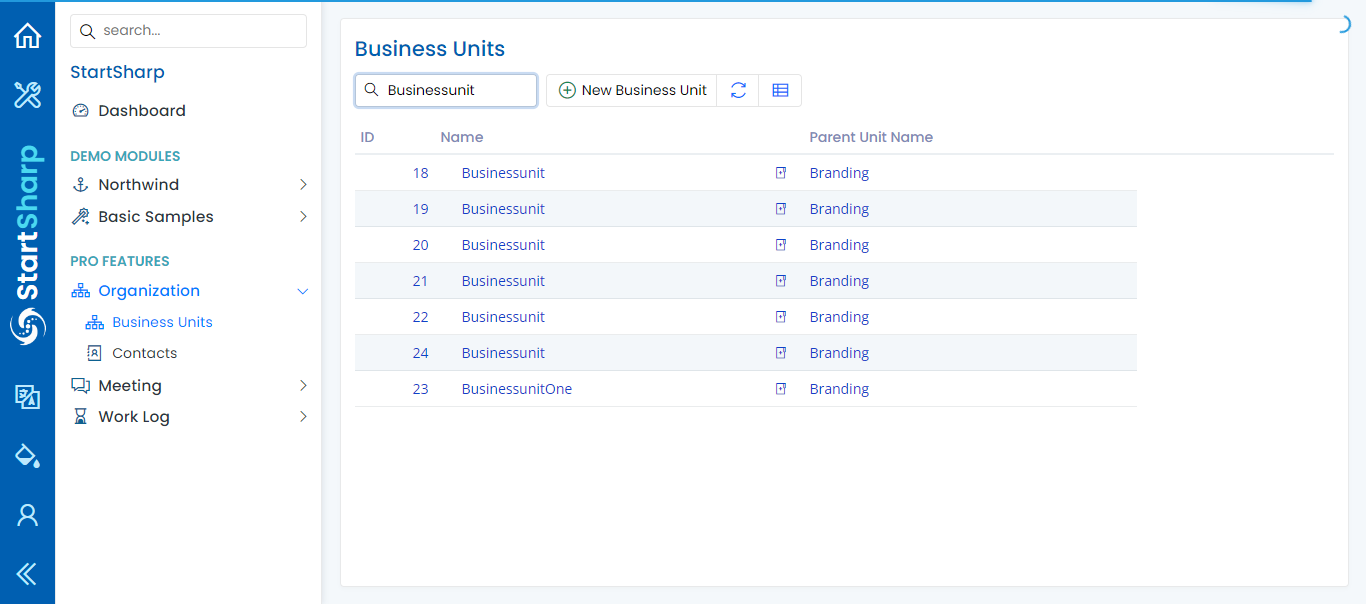 StartSharp
search...
StartSharp
Dashboard
DEMO MODULES
Northwind
Basic Samples
PRO FEATURES
Organization
Business Units
Contacts
Meeting
Work Log
Business Units
Businessunit
New Business Unit
ID Name Parent Unit Name
18 Businessunit Branding
19 Businessunit Branding
20 Businessunit Branding
21 Businessunit Branding
22 Businessunit Branding
24 Businessunit Branding
23 BusinessunitOne Branding